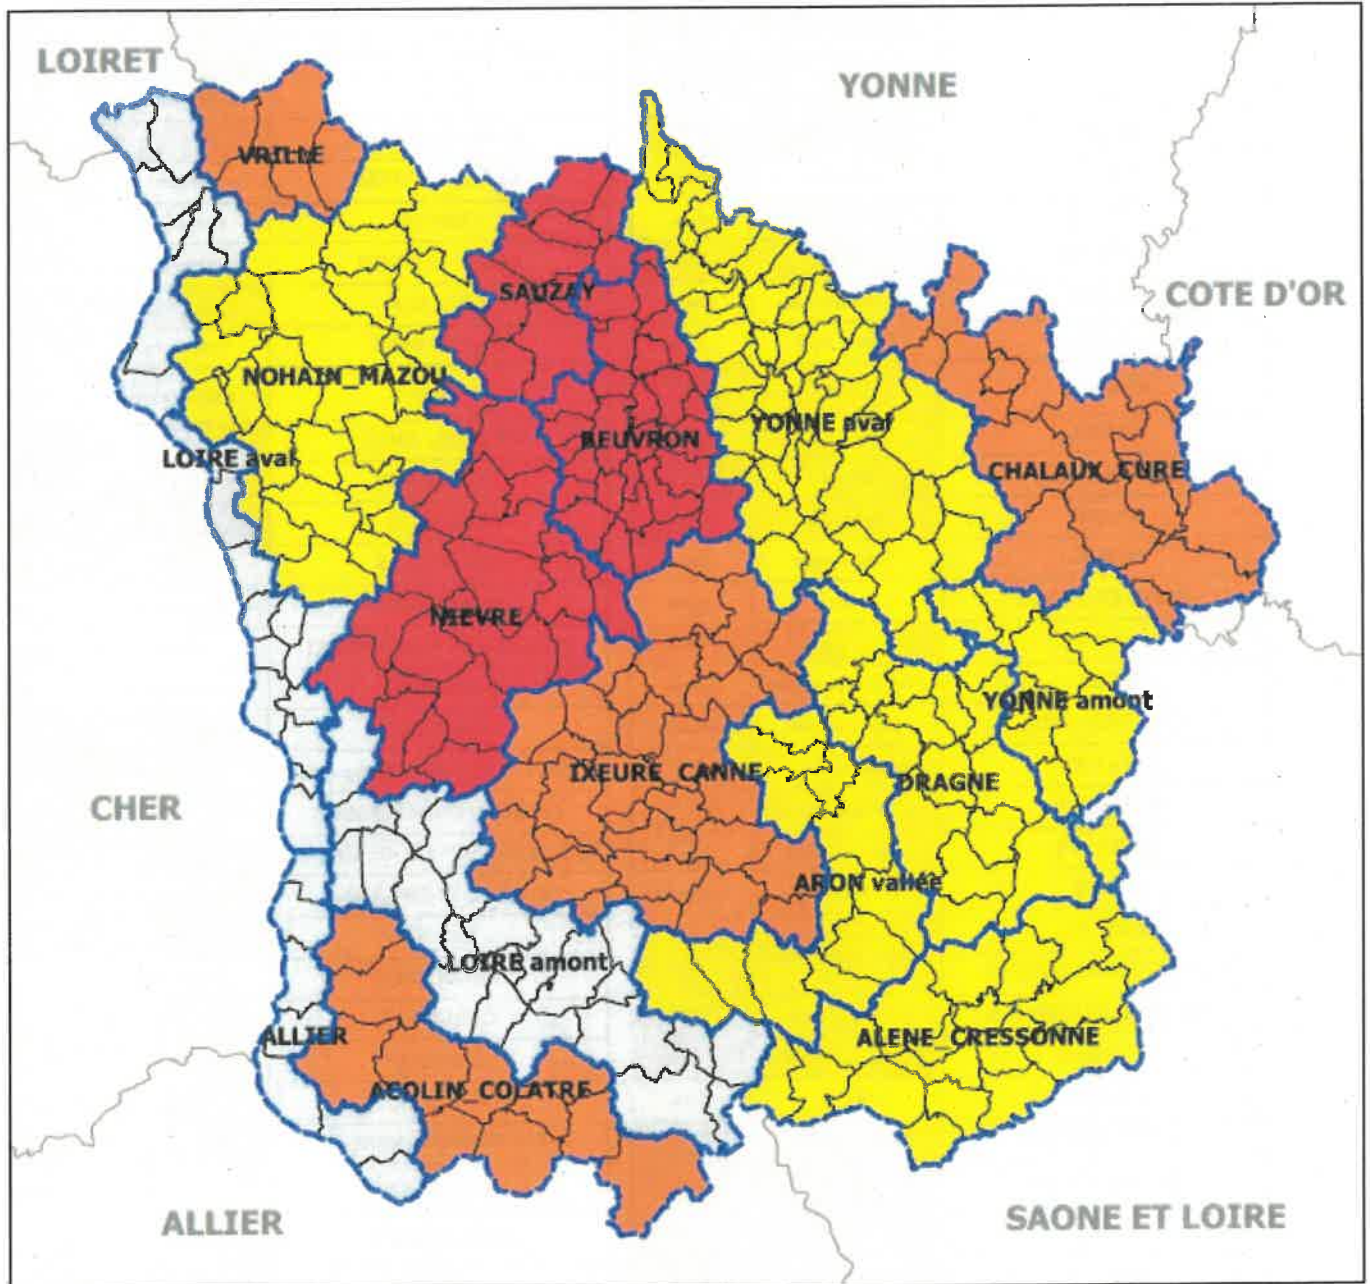 LOIRET
YONNE
VRILLE
SAUZAY
COTE D'OR
NOHAIN_MAZOU
BEUVRON
YONNE aval
LOIRE aval
CHALAUX_CURE
NIEVRE
YONNE amont
IXEURE_CANNE
DRAGNE
CHER
ARON vallée
LOIRE amont
ALLIER
ALENE_CRESSONNE
ACOLIN_COLATRE
ALLIER
SAONE ET LOIRE